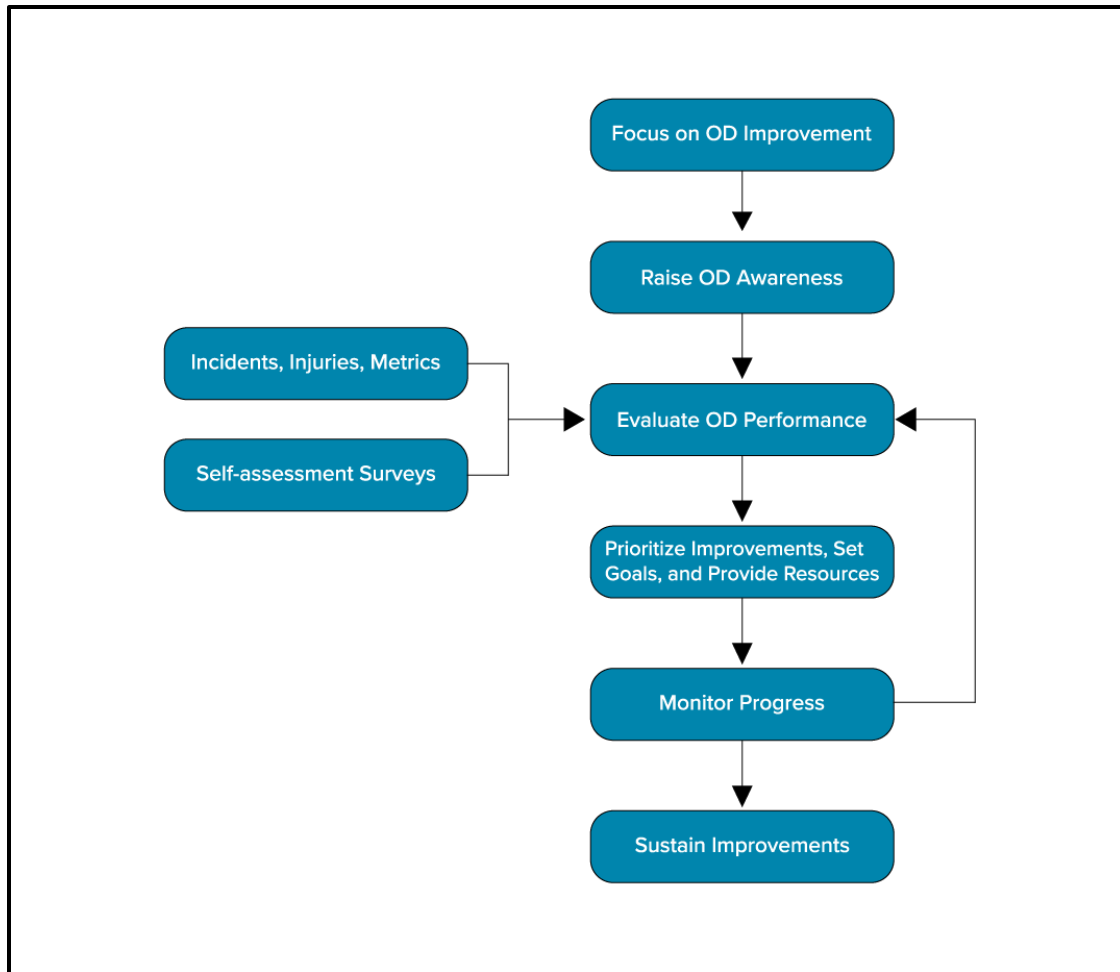 Focus on OD Improvement
Raise OD Awareness
Incidents, Injuries, Metrics
Self-assessment Surveys
Evaluate OD Performance
Prioritize Improvements, Set
Goals, and Provide Resources
Monitor Progress
Sustain Improvements